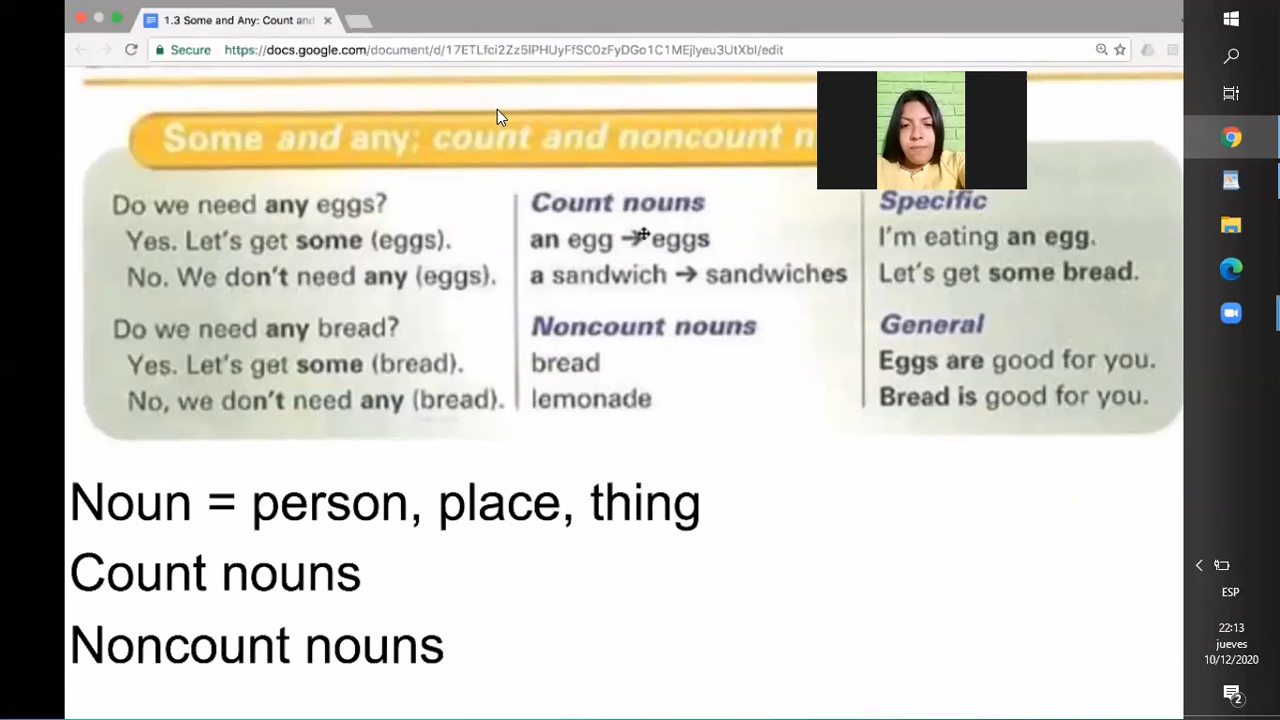 1.3 Some and Any: Count and
Secure https://docs.google.com/document/d/17ETLfci2Zz5lPHUyFfSC0zFyDGo1C1MEjlyeu3UtXbI/edit
Some and any; count and noncount n
Do we need any eggs?
Yes. Let's get some (eggs).
No. We don't need any (eggs).
Do we need any bread?
Yes. Let's get some (bread).
No, we don't need any (bread).
Count nouns
an egg → eggs
a sandwich → sandwiches
Noncount nouns
bread
lemonade
Specific
I'm eating an egg.
Let's get some bread.
General
Eggs are good for you.
Bread is good for you.
Noun = person, place, thing
Count nouns
Noncount nouns
ESP
22:13
jueves
10/12/2020
2